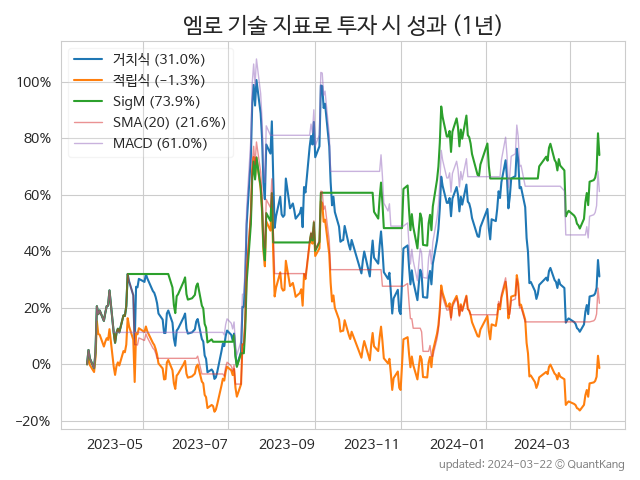 엠로 기술 지표로 투자 시 성과 (1년)
거치식 (31.0%)
적립식 (−1.3%)
SigM (73.9%)
SMA(20) (21.6%)
MACD (61.0%)
100%
80%
60%
40%
20%
0%
−20%
2023-05
2023-07
2023-09
2023-11
2024-01
2024-03
updated: 2024-03-22 © QuantKang